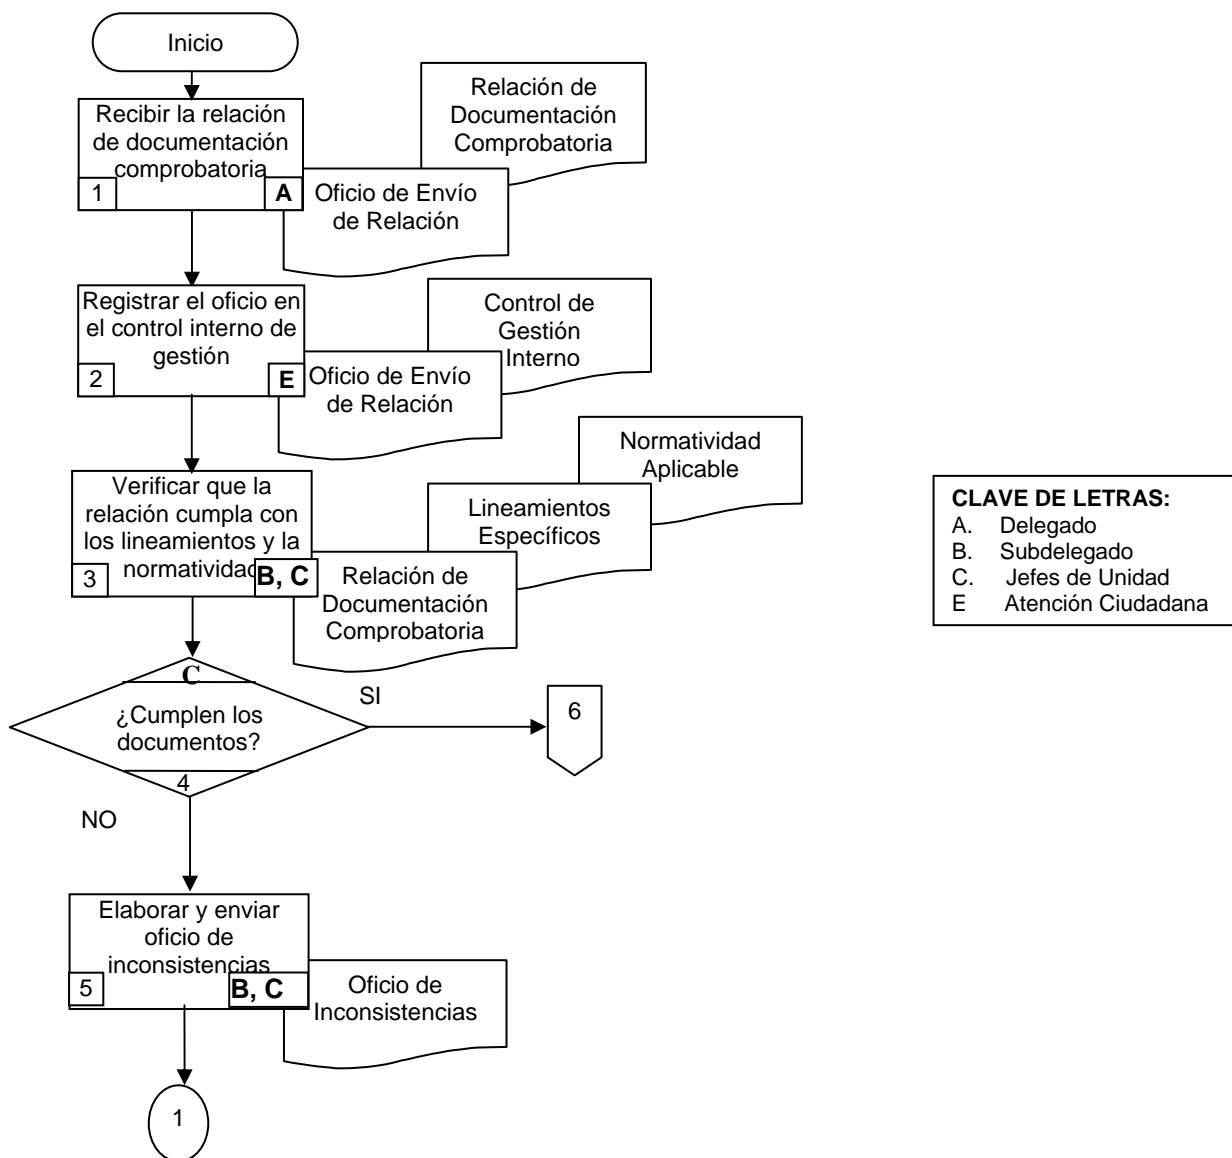 Inicio
Recibir la relación
de documentación
comprobatoria
1
A
Relación de
Documentación
Comprobatoria
Oficio de Envío
de Relación
Registrar el oficio en
el control interno de
gestión
2
E
Control de
Gestión
Interno
Oficio de Envío
de Relación
Verificar que la
relación cumpla con
los lineamientos y la
normatividad
3
B, C
Normatividad
Aplicable
Lineamientos
Específicos
Relación de
Documentación
Comprobatoria
CLAVE DE LETRAS:
A. Delegado
B. Subdelegado
C. Jefes de Unidad
E Atención Ciudadana
C
¿Cumplen los
documentos?
4
SI
6
NO
Elaborar y enviar
oficio de
inconsistencias
5
B, C
Oficio de
Inconsistencias
1